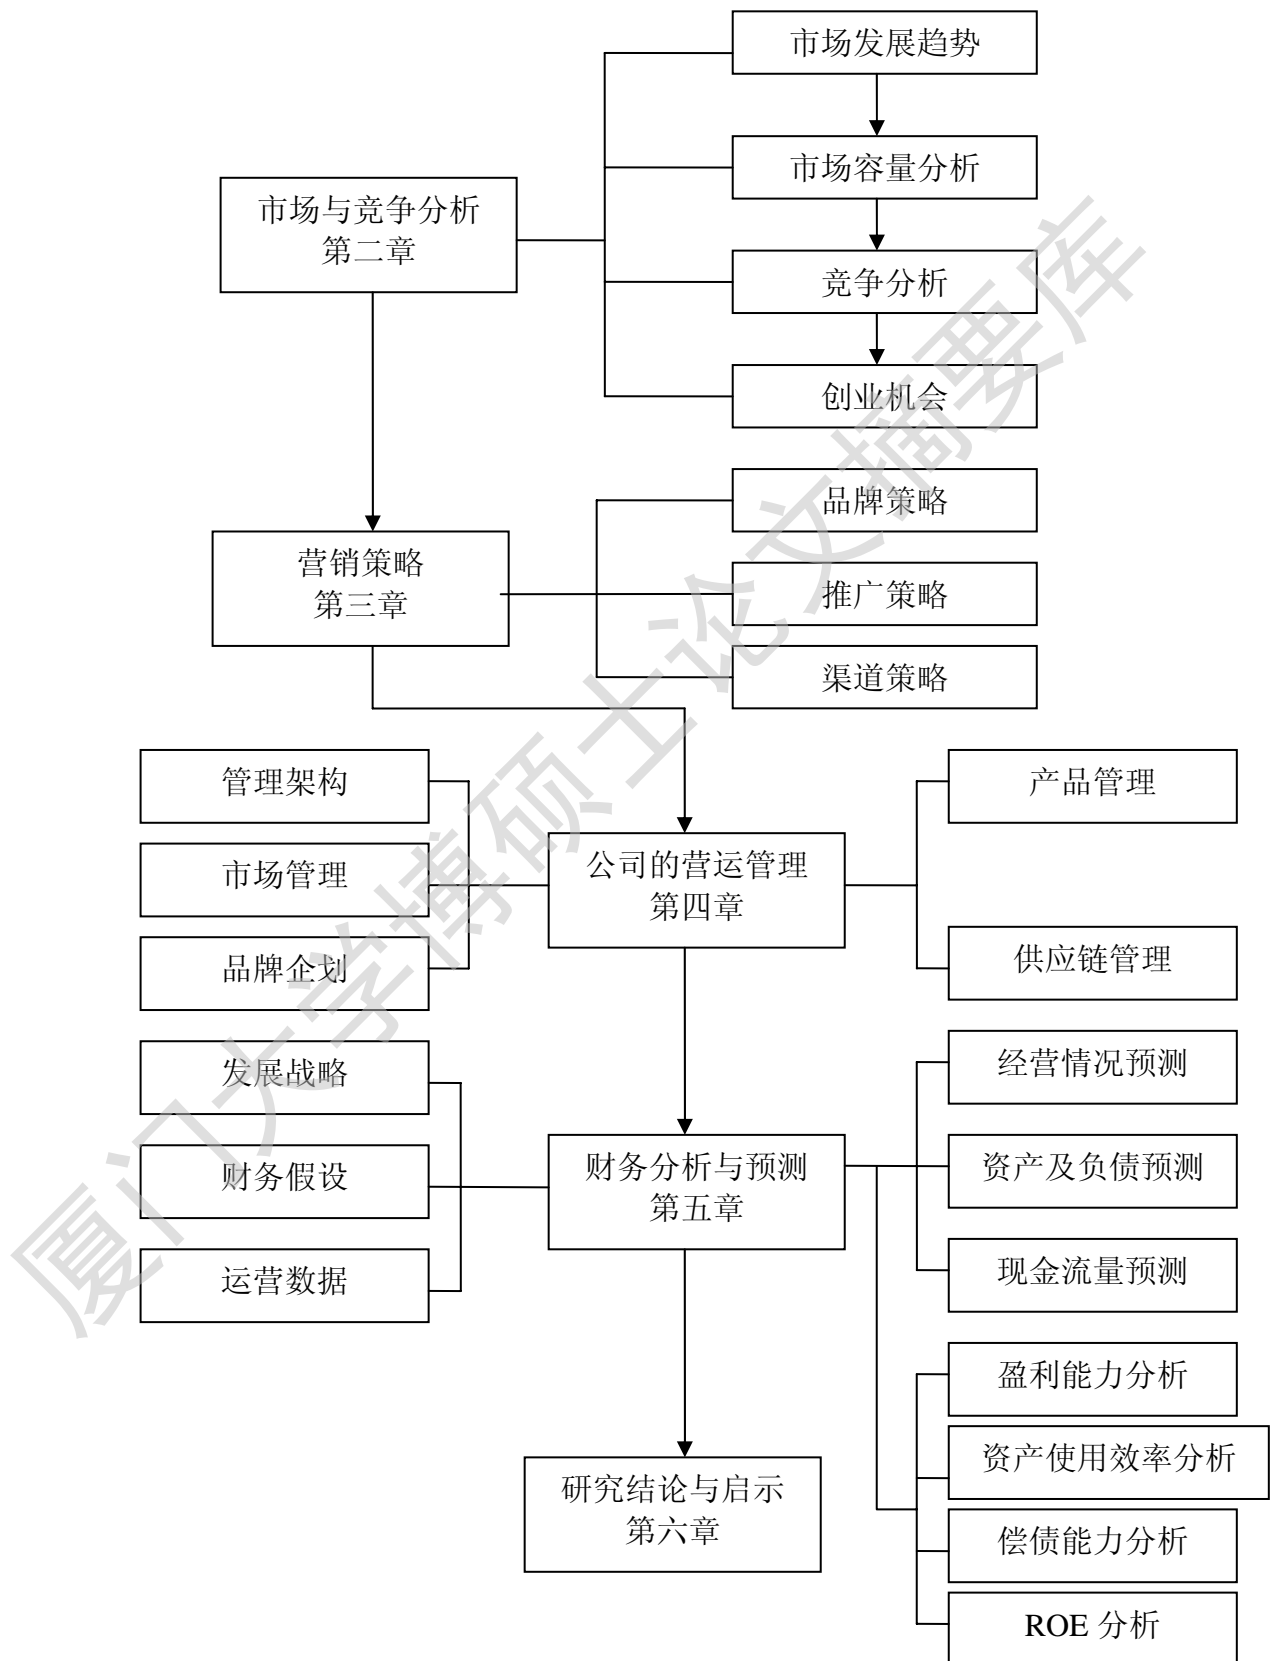 市场发展趋势
市场容量分析
市场与竞争分析
第二章
竞争分析
创业机会
品牌策略
营销策略
第三章
推广策略
渠道策略
管理架构
产品管理
市场管理
公司的营运管理
第四章
品牌企划
供应链管理
发展战略
经营情况预测
财务假设
财务分析与预测
第五章
资产及负债预测
运营数据
现金流量预测
盈利能力分析
资产使用效率分析
研究结论与启示
第六章
偿债能力分析
ROE 分析
厦门大学博硕士论文摘要库